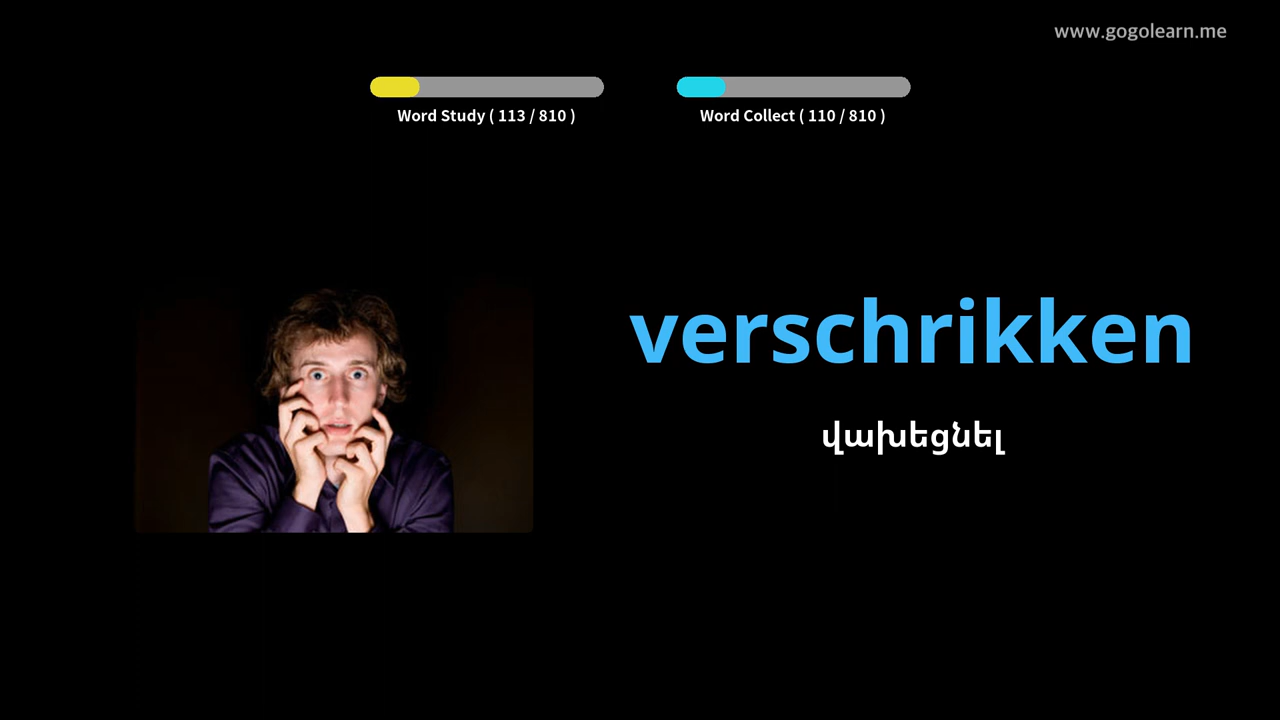 www.gogolearn.me
Word Study ( 113 / 810 )
Word Collect ( 110 / 810 )
verschrikken
վախեցնել